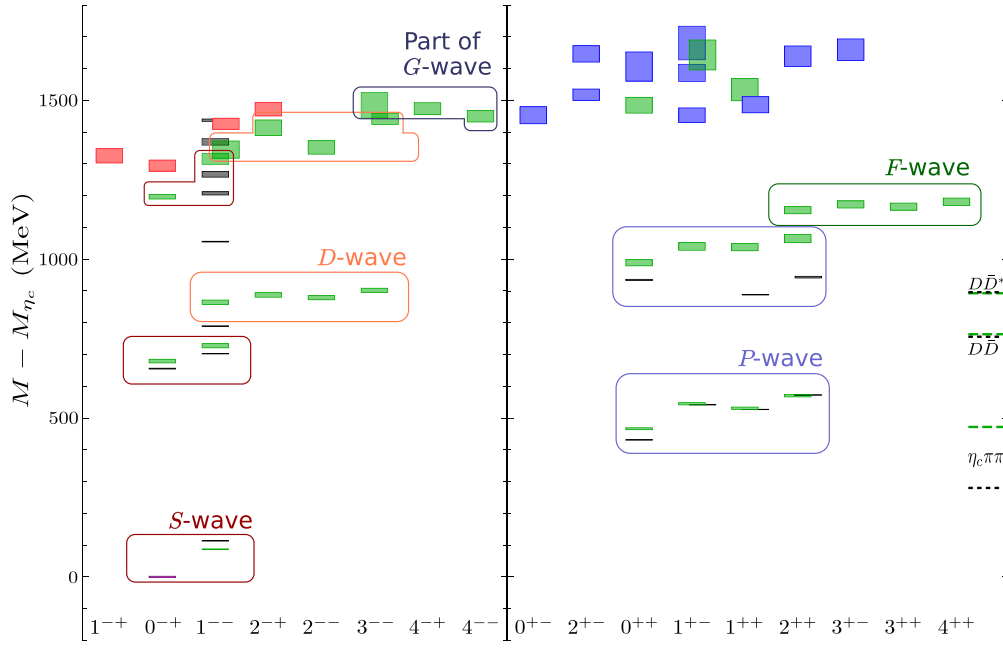 Part of
G-wave
1500
F-wave
1000
D-wave
DD̄*
DD̄
M − M_{η_c} (MeV)
P-wave
500
η_cππ
S-wave
0
1⁻⁺ 0⁻⁺ 1⁻⁻ 2⁻⁺ 2⁻⁻ 3⁻⁻ 4⁻⁺ 4⁻⁻ 0⁺⁻ 2⁺⁻ 0⁺⁺ 1⁺⁻ 1⁺⁺ 2⁺⁺ 3⁺⁻ 3⁺⁺ 4⁺⁺